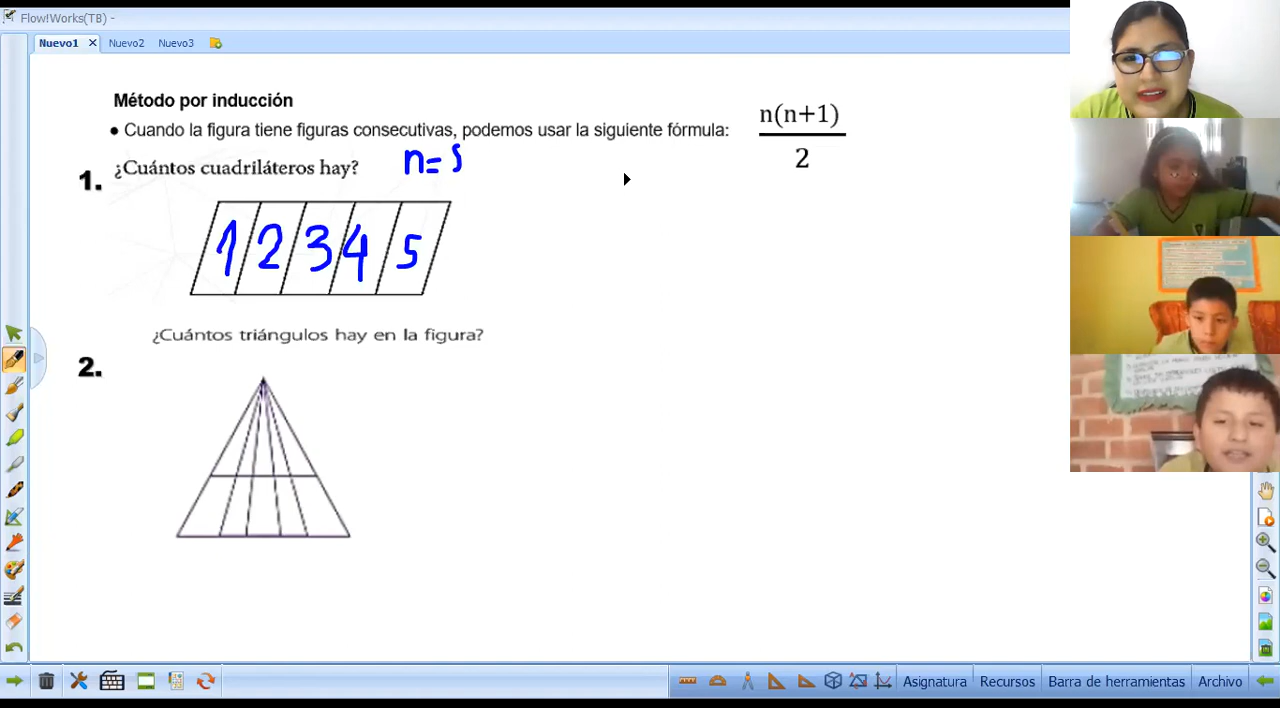 Flow!Works(TB) -
Nuevo1 Nuevo2 Nuevo3
Método por inducción
• Cuando la figura tiene figuras consecutivas, podemos usar la siguiente fórmula:
n(n+1)
2
¿Cuántos cuadriláteros hay?
n= 5
1.
1 2 3 4 5
¿Cuántos triángulos hay en la figura?
2.
Asignatura Recursos Barra de herramientas Archivo